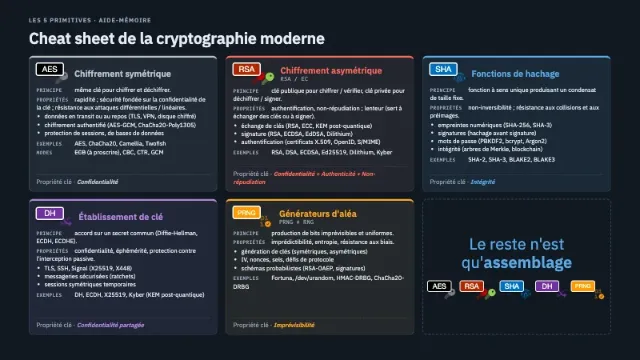 LES 5 PRIMITIVES · AIDE-MÉMOIRE
Cheat sheet de la cryptographie moderne
AES
Chiffrement symétrique
PRINCIPE même clé pour chiffrer et déchiffrer.
PROPRIÉTÉS rapidité ; sécurité fondée sur la confidentialité de
la clé ; résistance aux attaques différentielles / linéaires.
• données en transit ou au repos (TLS, VPN, disque chiffré)
• chiffrement authentifié (AES-GCM, ChaCha20-Poly1305)
• protection de sessions, de bases de données
EXEMPLES AES, ChaCha20, Camellia, Twofish
MODES ECB (à proscrire), CBC, CTR, GCM
Propriété clé · Confidentialité
RSA
Chiffrement asymétrique
RSA / EC
PRINCIPE clé publique pour chiffrer / vérifier, clé privée pour
déchiffrer / signer.
PROPRIÉTÉS authentification, non-répudiation ; lenteur (sert à
échanger des clés ou à signer).
• échange de clés (RSA, ECC, KEM post-quantique)
• signature (RSA, ECDSA, EdDSA, Dilithium)
• authentification (certificats X.509, OpenID, S/MIME)
EXEMPLES RSA, DSA, ECDSA, Ed25519, Dilithium, Kyber
Propriété clé · Confidentialité + Authenticité + Non-
répudiation
SHA
Fonctions de hachage
PRINCIPE fonction à sens unique produisant un condensat
de taille fixe.
PROPRIÉTÉS non-inversibilité ; résistance aux collisions et aux
préimages.
• empreintes numériques (SHA-256, SHA-3)
• signatures (hachage avant signature)
• mots de passe (PBKDF2, bcrypt, Argon2)
• intégrité (arbres de Merkle, blockchain)
EXEMPLES SHA-2, SHA-3, BLAKE2, BLAKE3
Propriété clé · Intégrité
DH
Établissement de clé
PRINCIPE accord sur un secret commun (Diffie-Hellman,
ECDH, ECDHE).
PROPRIÉTÉS confidentialité, éphémérité, protection contre
l'interception passive.
• TLS, SSH, Signal (X25519, X448)
• messageries sécurisées (ratchets)
• sessions symétriques temporaires
EXEMPLES DH, ECDH, X25519, Kyber (KEM post-quantique)
Propriété clé · Confidentialité partagée
PRNG
Générateurs d'aléa
PRNG + RNG
PRINCIPE production de bits imprévisibles et uniformes.
PROPRIÉTÉS imprédictibilité, entropie, résistance aux biais.
• génération de clés (symétriques, asymétriques)
• IV, nonces, sels, défis de protocole
• schémas probabilistes (RSA-OAEP, signatures)
EXEMPLES Fortuna, /dev/urandom, HMAC-DRBG, ChaCha20-
DRBG
Propriété clé · Imprévisibilité
Le reste n'est
qu'assemblage
AES RSA SHA DH PRNG